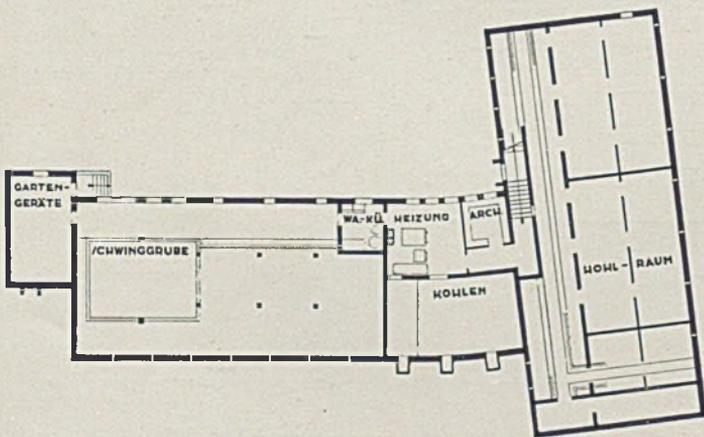 GARTEN-
GERÄTE
SCHWINGGRUBE
WA.-KÜ.
HEIZUNG
ARCH.
KOHLEN
HOHL-RAUM